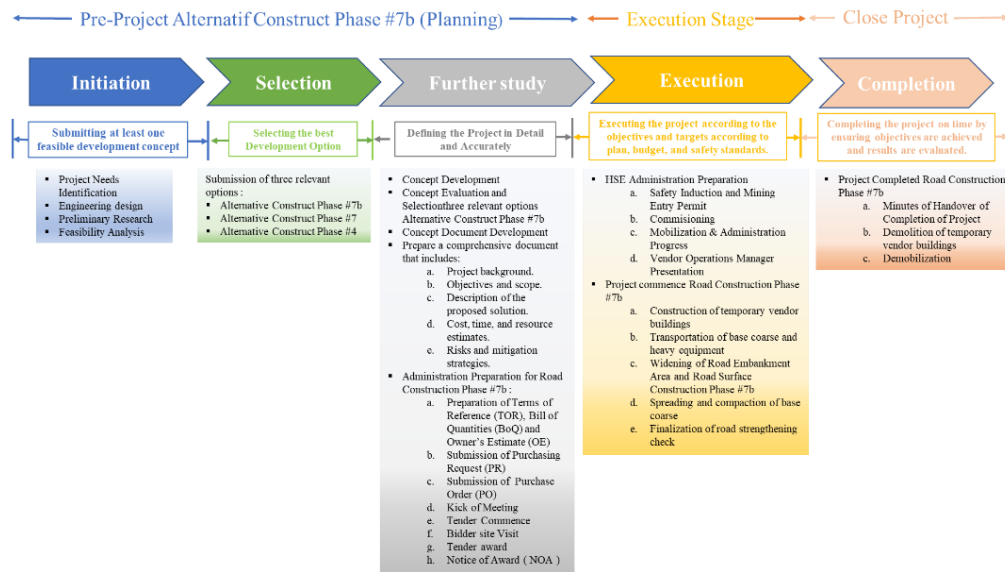 Pre-Project Alternatif Construct Phase #7b (Planning)
Execution Stage
Close Project
Initiation
Selection
Further study
Execution
Completion
Submitting at least one
feasible development concept
Selecting the best
Development Option
Defining the Project in Detail
and Accurately
Executing the project according to the
objectives and targets according to
plan, budget, and safety standards.
Completing the project on time by
ensuring objectives are achieved
and results are evaluated.
▪ Project Needs
Identification
▪ Engineering design
▪ Preliminary Research
▪ Feasibility Analysis
Submission of three relevant
options :
▪ Alternative Construct Phase #7b
▪ Alternative Construct Phase #7
▪ Alternative Construct Phase #4
▪ Concept Development
▪ Concept Evaluation and
Selectionthree relevant options
Alternative Construct Phase #7b
▪ Concept Document Development
▪ Prepare a comprehensive document
that includes:
a. Project background.
b. Objectives and scope.
c. Description of the
proposed solution.
d. Cost, time, and resource
estimates.
e. Risks and mitigation
strategies.
▪ Administration Preparation for Road
Construction Phase #7b :
a. Preparation of Terms of
Reference (TOR), Bill of
Quantities (BoQ) and
Owner's Estimate (OE)
b. Submission of Purchasing
Request (PR)
c. Submission of Purchase
Order (PO)
d. Kick of Meeting
e. Tender Commence
f. Bidder site Visit
g. Tender award
h. Notice of Award ( NOA )
▪ HSE Administration Preparation
a. Safety Induction and Mining
Entry Permit
b. Commisioning
c. Mobilization & Administration
Progress
d. Vendor Operations Manager
Presentation
▪ Project commence Road Construction Phase
#7b
a. Construction of temporary vendor
buildings
b. Transportation of base coarse and
heavy equipment
c. Widening of Road Embankment
Area and Road Surface
Construction Phase #7b
d. Spreading and compaction of base
coarse
e. Finalization of road strengthening
check
▪ Project Completed Road Construction
Phase #7b
a. Minutes of Handover of
Completion of Project
b. Demolition of temporary
vendor buildings
c. Demobilization